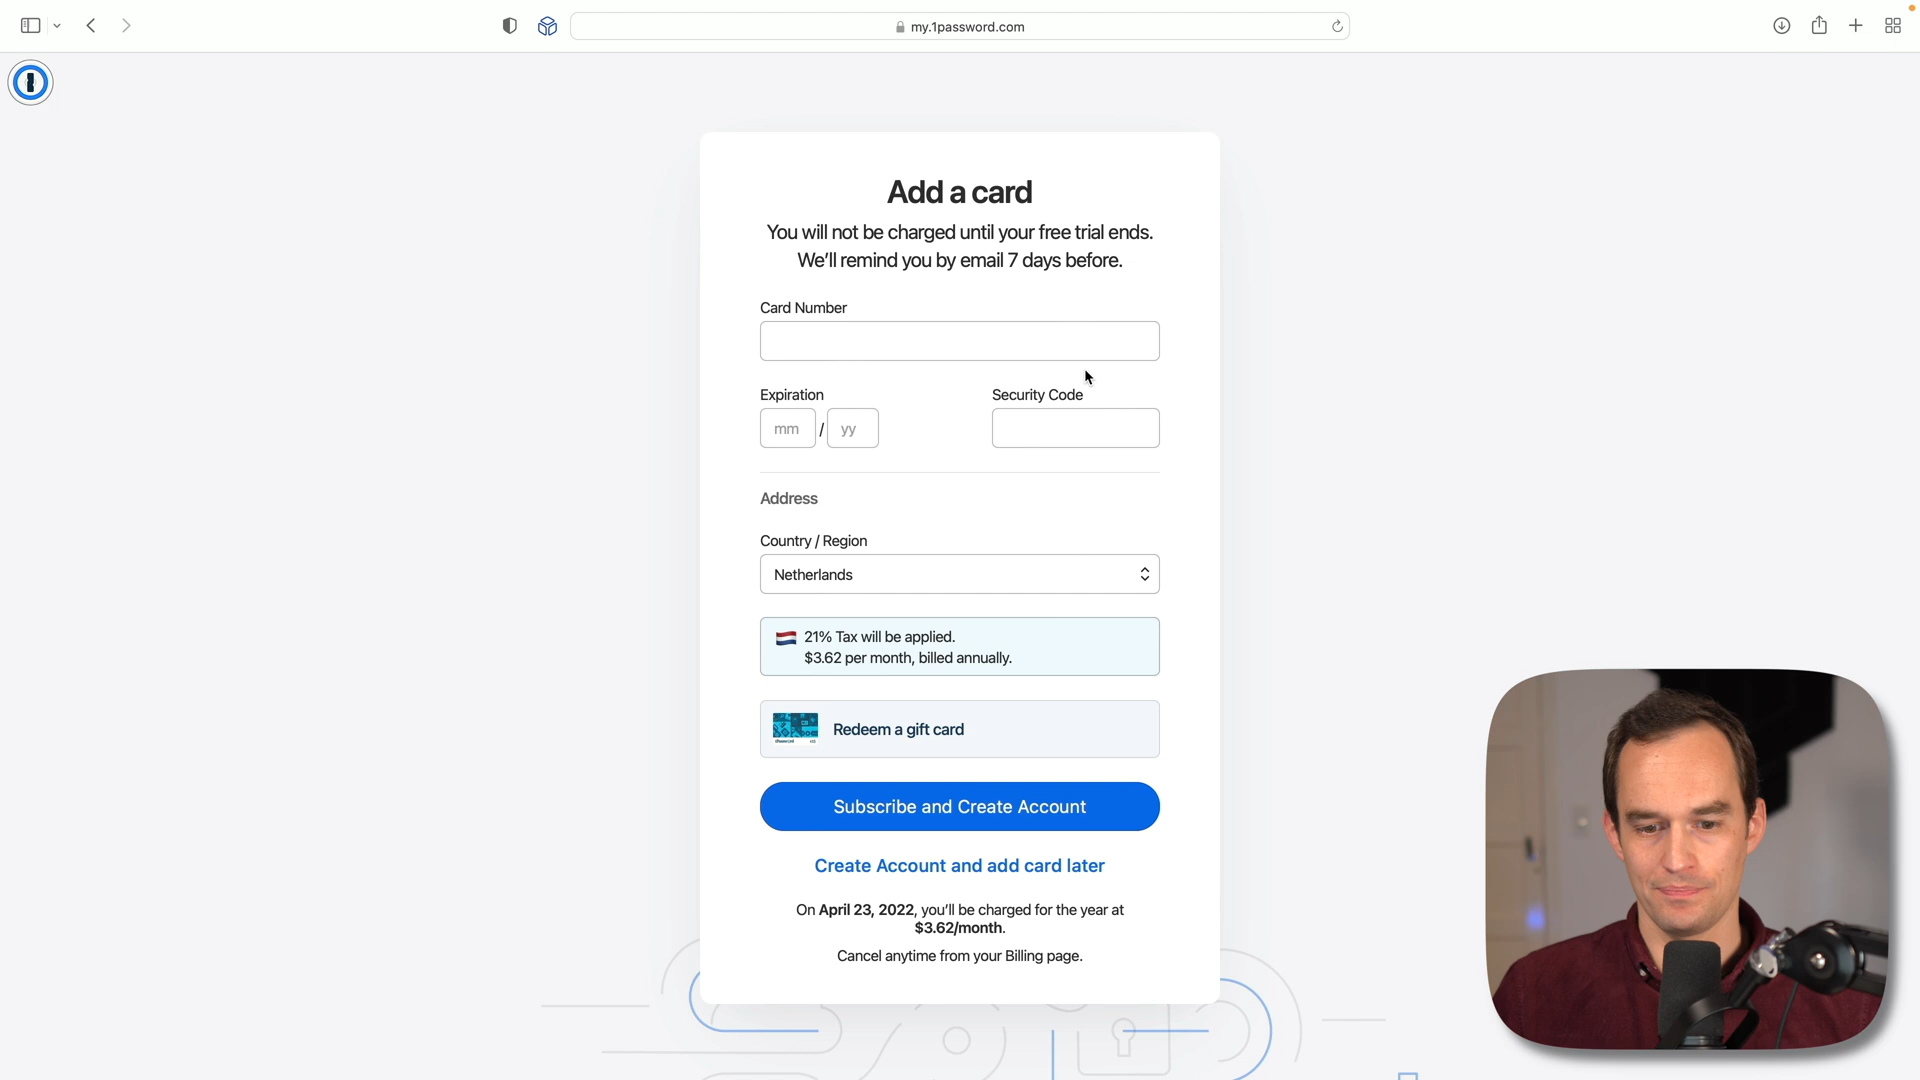 my.1password.com
Add a card
You will not be charged until your free trial ends.
We'll remind you by email 7 days before.
Card Number
Expiration
Security Code
mm / yy
Address
Country / Region
Netherlands
21% Tax will be applied.
$3.62 per month, billed annually.
Redeem a gift card
Subscribe and Create Account
Create Account and add card later
On April 23, 2022, you'll be charged for the year at
$3.62/month.
Cancel anytime from your Billing page.